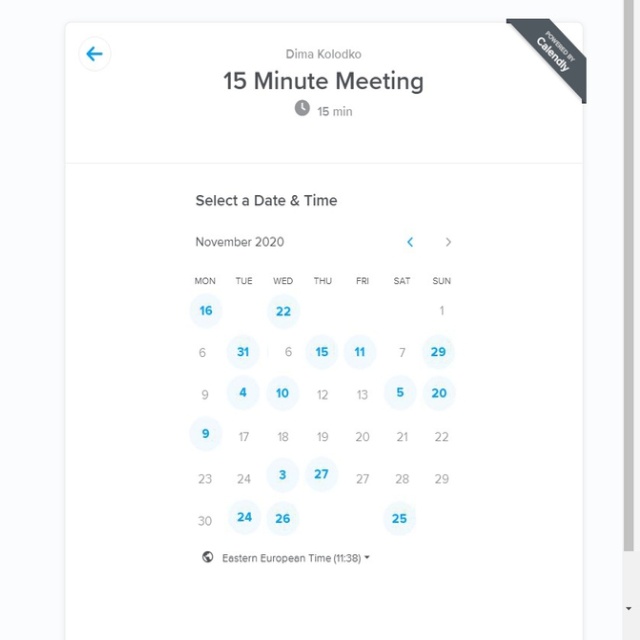 POWERED BY
Calendly
Dima Kolodko
15 Minute Meeting
15 min
Select a Date & Time
November 2020
MON TUE WED THU FRI SAT SUN
16 22 1
6 31 6 15 11 7 29
9 4 10 12 13 5 20
9 17 18 19 20 21 22
23 24 3 27 27 28 29
30 24 26 25
Eastern European Time (11:38)